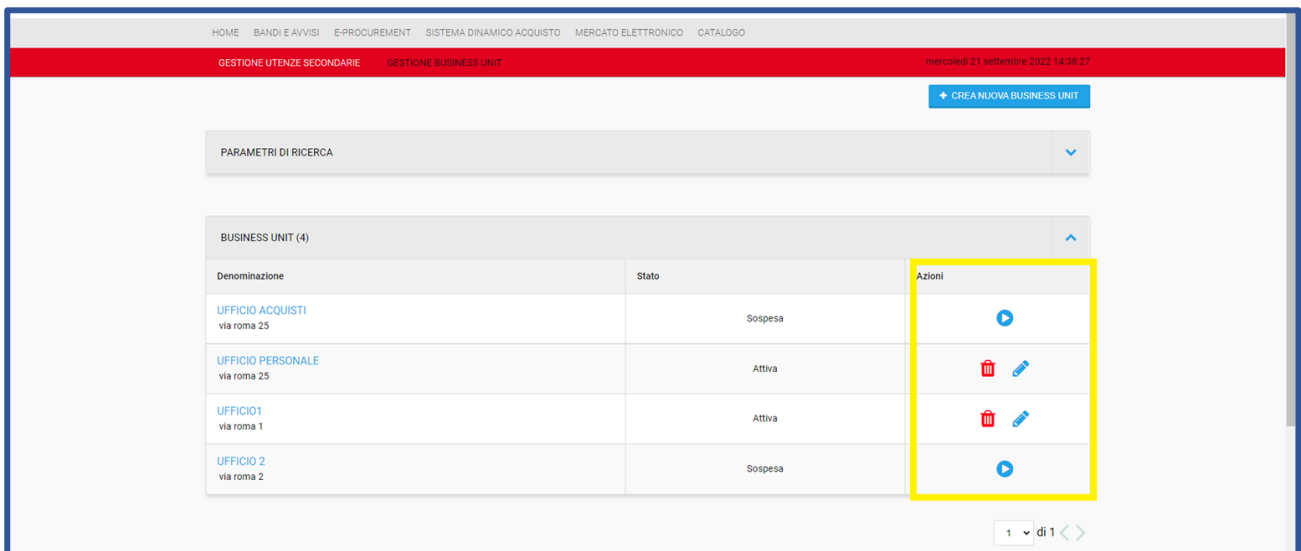 HOME BANDI E AVVISI E-PROCUREMENT SISTEMA DINAMICO ACQUISTO MERCATO ELETTRONICO CATALOGO
GESTIONE UTENZE SECONDARIE GESTIONE BUSINESS UNIT mercoledì 21 settembre 2022 14:38:27
+ CREA NUOVA BUSINESS UNIT
PARAMETRI DI RICERCA
BUSINESS UNIT (4)
Denominazione Stato Azioni
UFFICIO ACQUISTI
via roma 25
Sospesa
UFFICIO PERSONALE
via roma 25
Attiva
UFFICIO1
via roma 1
Attiva
UFFICIO 2
via roma 2
Sospesa
1 di 1